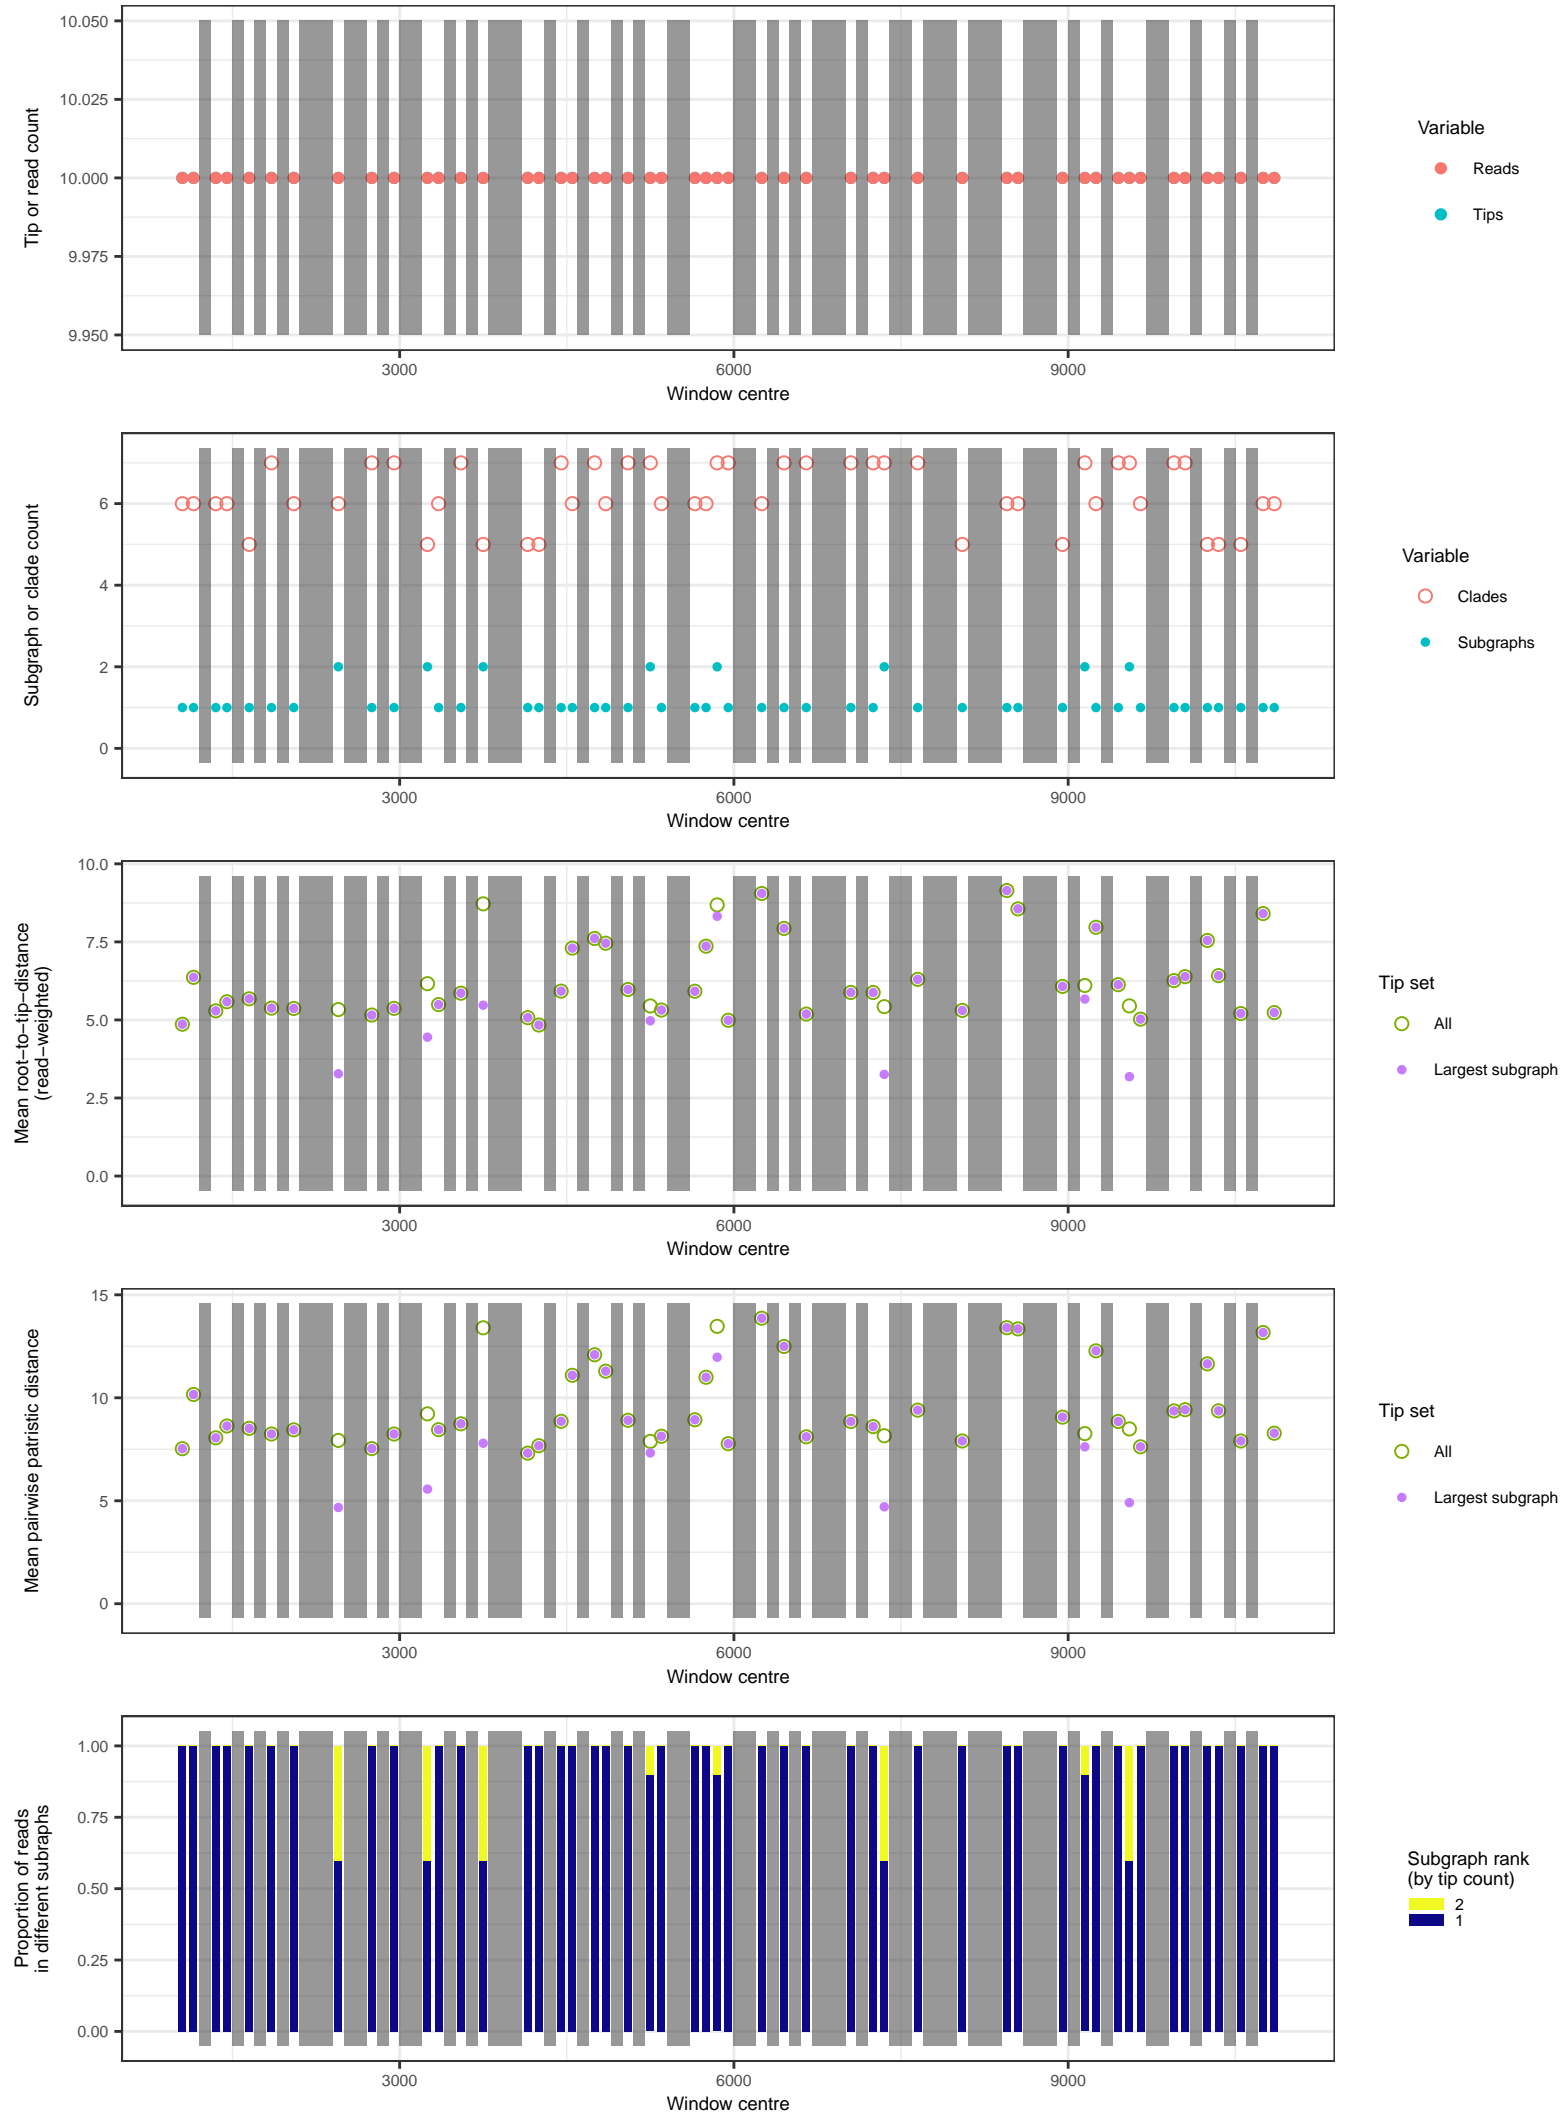 10.050
10.025
10.000
9.975
9.950
Tip or read count
3000
6000
9000
Window centre
Variable
Reads
Tips
6
4
2
0
Subgraph or clade count
3000
6000
9000
Window centre
Variable
Clades
Subgraphs
10.0
7.5
5.0
2.5
0.0
Mean root−to−tip−distance
(read−weighted)
3000
6000
9000
Window centre
Tip set
All
Largest subgraph
15
10
5
0
Mean pairwise patristic distance
3000
6000
9000
Window centre
Tip set
All
Largest subgraph
1.00
0.75
0.50
0.25
0.00
Proportion of reads
in different subraphs
3000
6000
9000
Window centre
Subgraph rank
(by tip count)
2
1